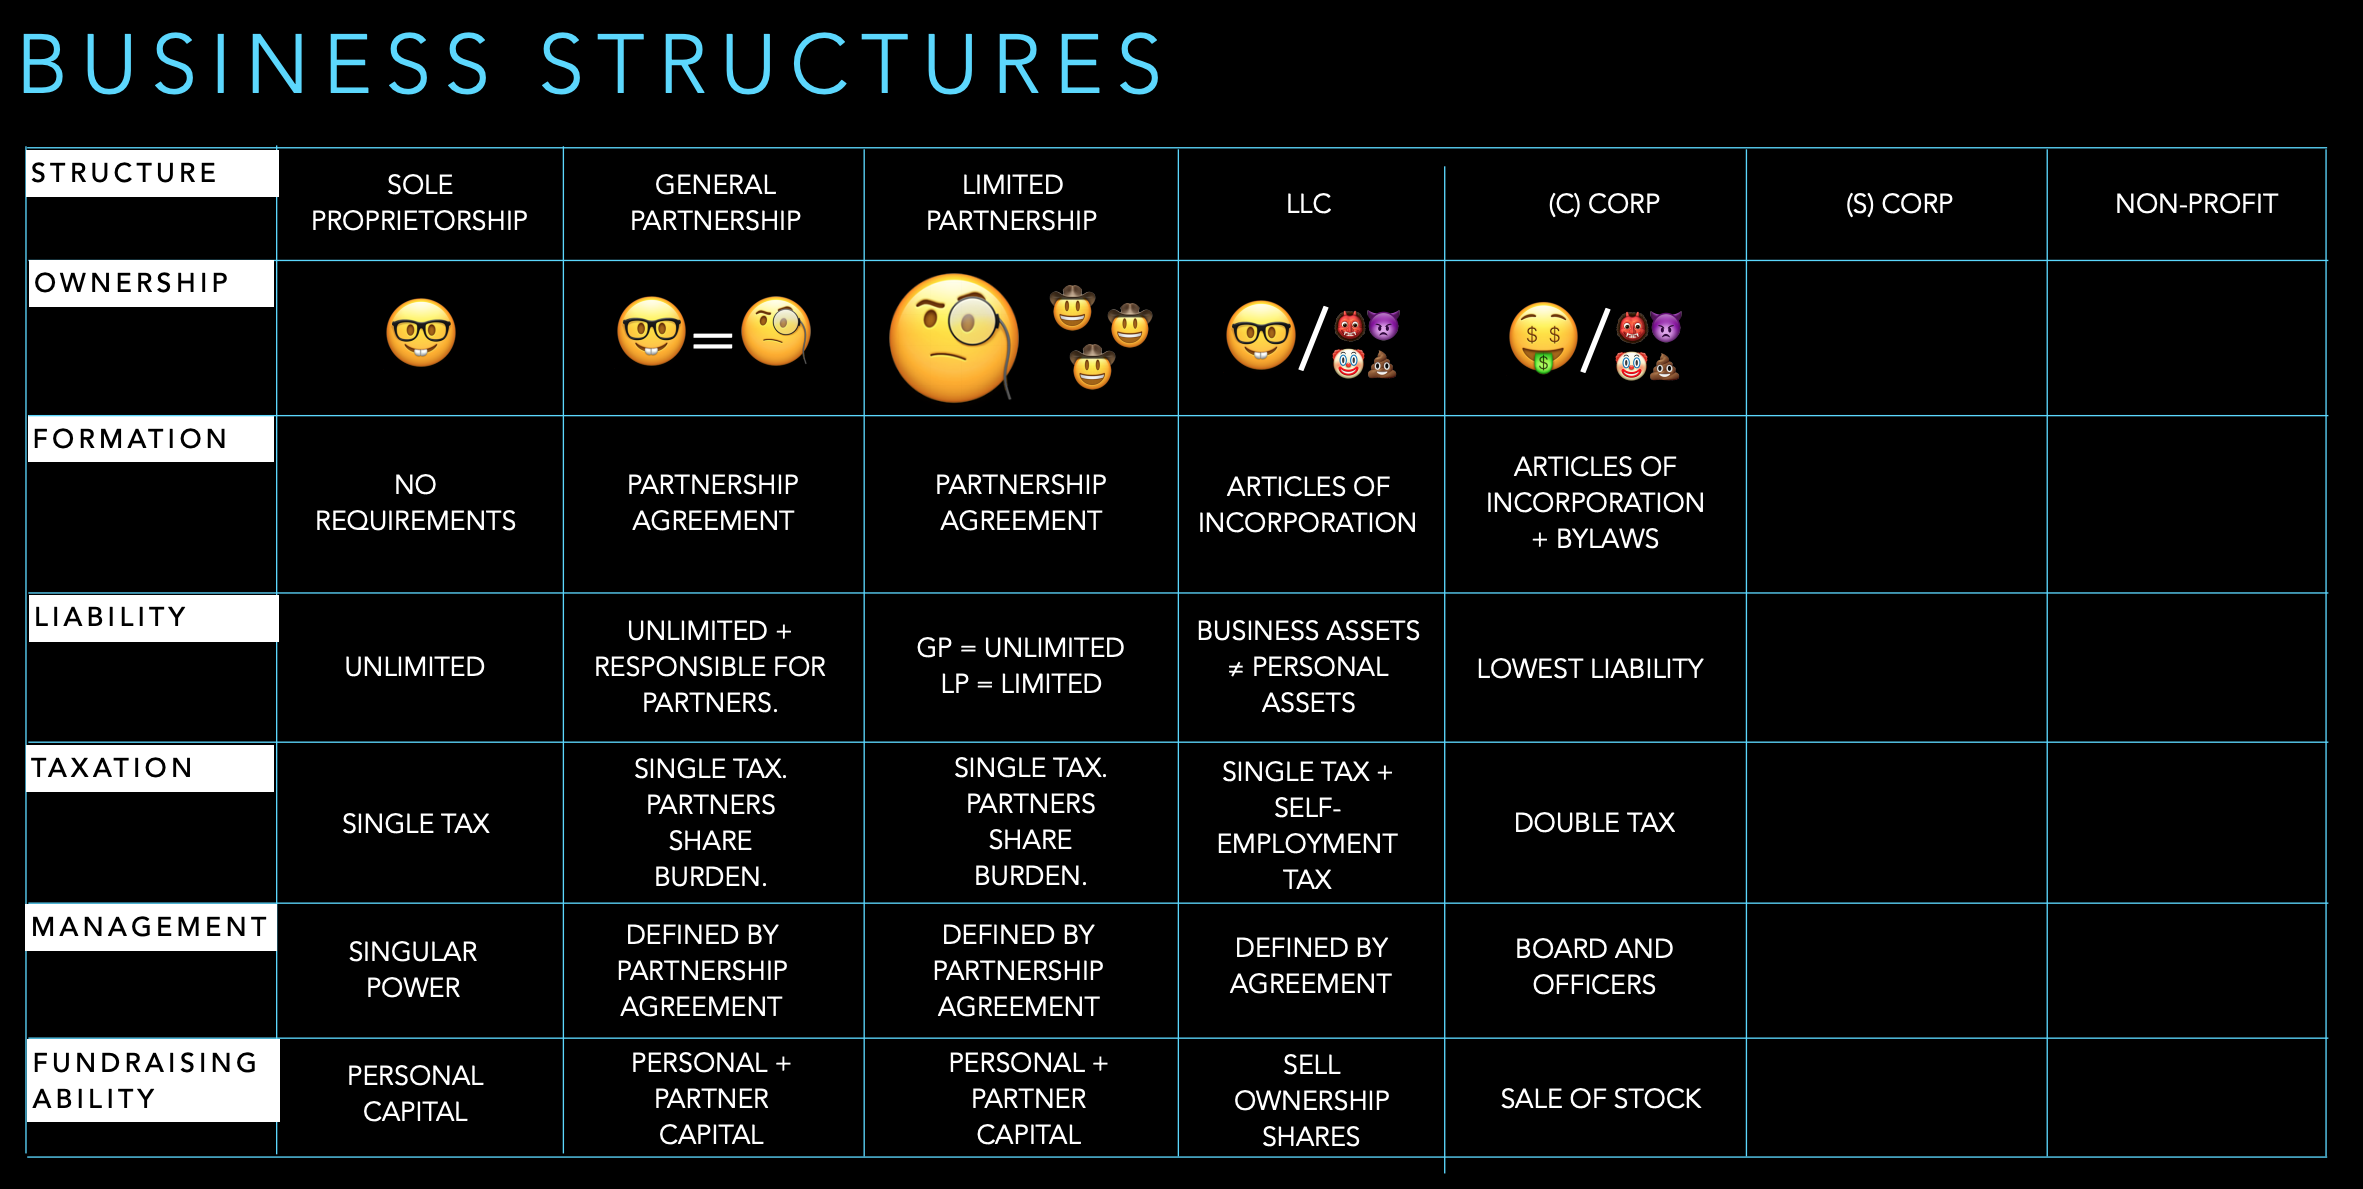 BUSINESS STRUCTURES
STRUCTURE
SOLE
PROPRIETORSHIP
GENERAL
PARTNERSHIP
LIMITED
PARTNERSHIP
LLC
(C) CORP
(S) CORP
NON-PROFIT
OWNERSHIP
=
/
$ $
$
/
FORMATION
NO
REQUIREMENTS
PARTNERSHIP
AGREEMENT
PARTNERSHIP
AGREEMENT
ARTICLES OF
INCORPORATION
ARTICLES OF
INCORPORATION
+ BYLAWS
LIABILITY
UNLIMITED
UNLIMITED +
RESPONSIBLE FOR
PARTNERS.
GP = UNLIMITED
LP = LIMITED
BUSINESS ASSETS
≠ PERSONAL
ASSETS
LOWEST LIABILITY
TAXATION
SINGLE TAX
SINGLE TAX.
PARTNERS
SHARE
BURDEN.
SINGLE TAX.
PARTNERS
SHARE
BURDEN.
SINGLE TAX +
SELF-
EMPLOYMENT
TAX
DOUBLE TAX
MANAGEMENT
SINGULAR
POWER
DEFINED BY
PARTNERSHIP
AGREEMENT
DEFINED BY
PARTNERSHIP
AGREEMENT
DEFINED BY
AGREEMENT
BOARD AND
OFFICERS
FUNDRAISING
ABILITY
PERSONAL
CAPITAL
PERSONAL +
PARTNER
CAPITAL
PERSONAL +
PARTNER
CAPITAL
SELL
OWNERSHIP
SHARES
SALE OF STOCK